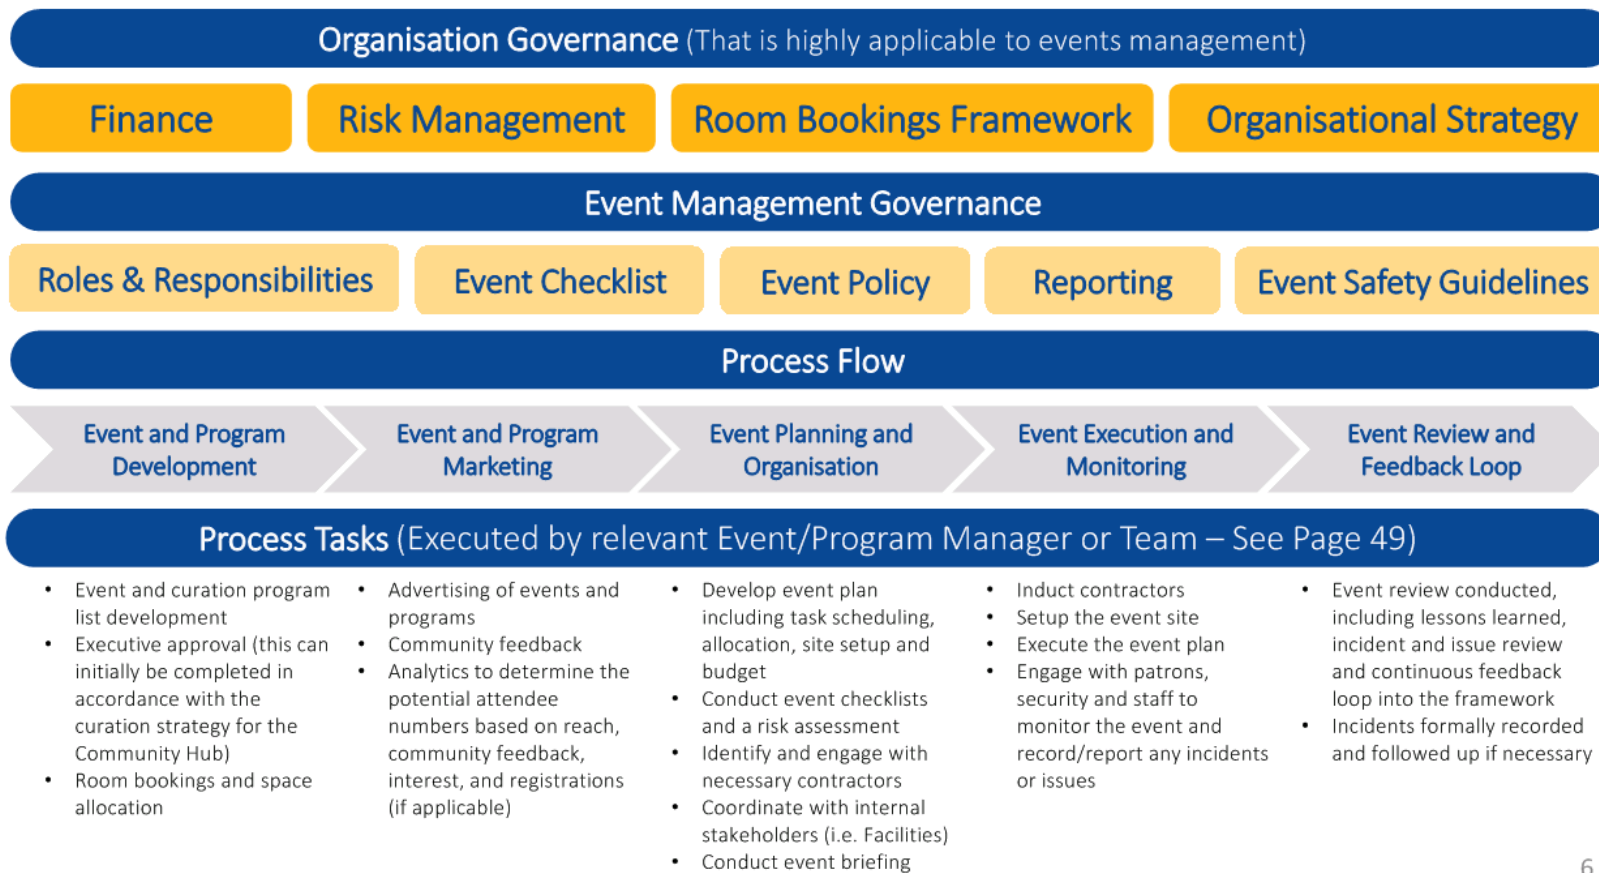 Organisation Governance (That is highly applicable to events management)
Finance
Risk Management
Room Bookings Framework
Organisational Strategy
Event Management Governance
Roles & Responsibilities
Event Checklist
Event Policy
Reporting
Event Safety Guidelines
Process Flow
Event and Program
Development
Event and Program
Marketing
Event Planning and
Organisation
Event Execution and
Monitoring
Event Review and
Feedback Loop
Process Tasks (Executed by relevant Event/Program Manager or Team – See Page 49)
• Event and curation program
list development
• Executive approval (this can
initially be completed in
accordance with the
curation strategy for the
Community Hub)
• Room bookings and space
allocation
• Advertising of events and
programs
• Community feedback
• Analytics to determine the
potential attendee
numbers based on reach,
community feedback,
interest, and registrations
(if applicable)
• Develop event plan
including task scheduling,
allocation, site setup and
budget
• Conduct event checklists
and a risk assessment
• Identify and engage with
necessary contractors
• Coordinate with internal
stakeholders (i.e. Facilities)
• Conduct event briefing
• Induct contractors
• Setup the event site
• Execute the event plan
• Engage with patrons,
security and staff to
monitor the event and
record/report any incidents
or issues
• Event review conducted,
including lessons learned,
incident and issue review
and continuous feedback
loop into the framework
• Incidents formally recorded
and followed up if necessary
6